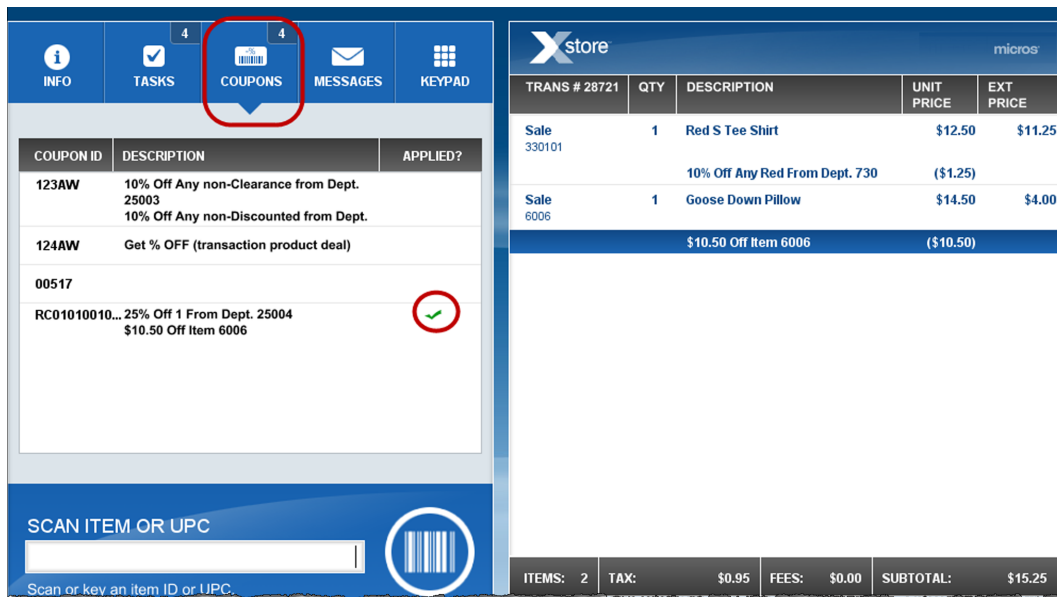 4
4
INFO
TASKS
COUPONS
MESSAGES
KEYPAD
COUPON ID DESCRIPTION APPLIED?
123AW 10% Off Any non-Clearance from Dept.
25003
10% Off Any non-Discounted from Dept.
124AW Get % OFF (transaction product deal)
00517
RC01010010... 25% Off 1 From Dept. 25004
$10.50 Off Item 6006
SCAN ITEM OR UPC
Scan or key an item ID or UPC.
Xstore
micros
TRANS # 28721 QTY DESCRIPTION UNIT PRICE EXT PRICE
Sale 1 Red S Tee Shirt $12.50 $11.25
330101
10% Off Any Red From Dept. 730 ($1.25)
Sale 1 Goose Down Pillow $14.50 $4.00
6006
$10.50 Off Item 6006 ($10.50)
ITEMS: 2 TAX: $0.95 FEES: $0.00 SUBTOTAL: $15.25